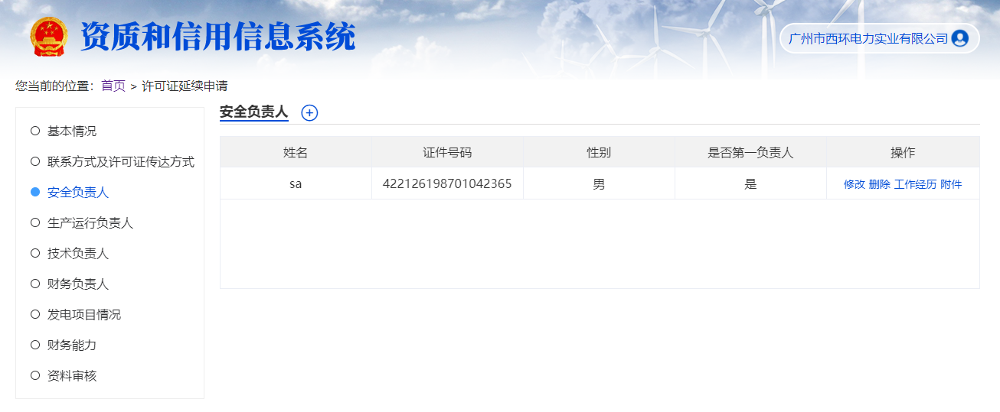 资质和信用信息系统
广州市西环电力实业有限公司
您当前的位置：首页 > 许可证延续申请
基本情况
联系方式及许可证传达方式
安全负责人
生产运行负责人
技术负责人
财务负责人
发电项目情况
财务能力
资料审核
安全负责人
姓名 证件号码 性别 是否第一负责人 操作
sa 422126198701042365 男 是 修改 删除 工作经历 附件